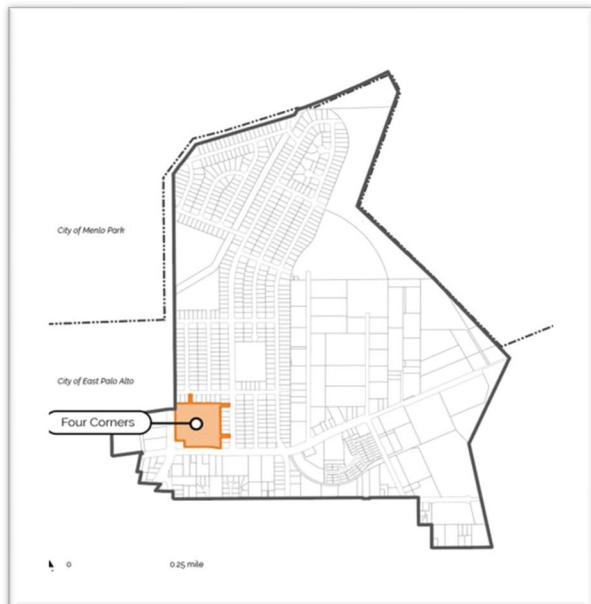 City of Menlo Park
City of East Palo Alto
Four Corners
0
0.25 mile